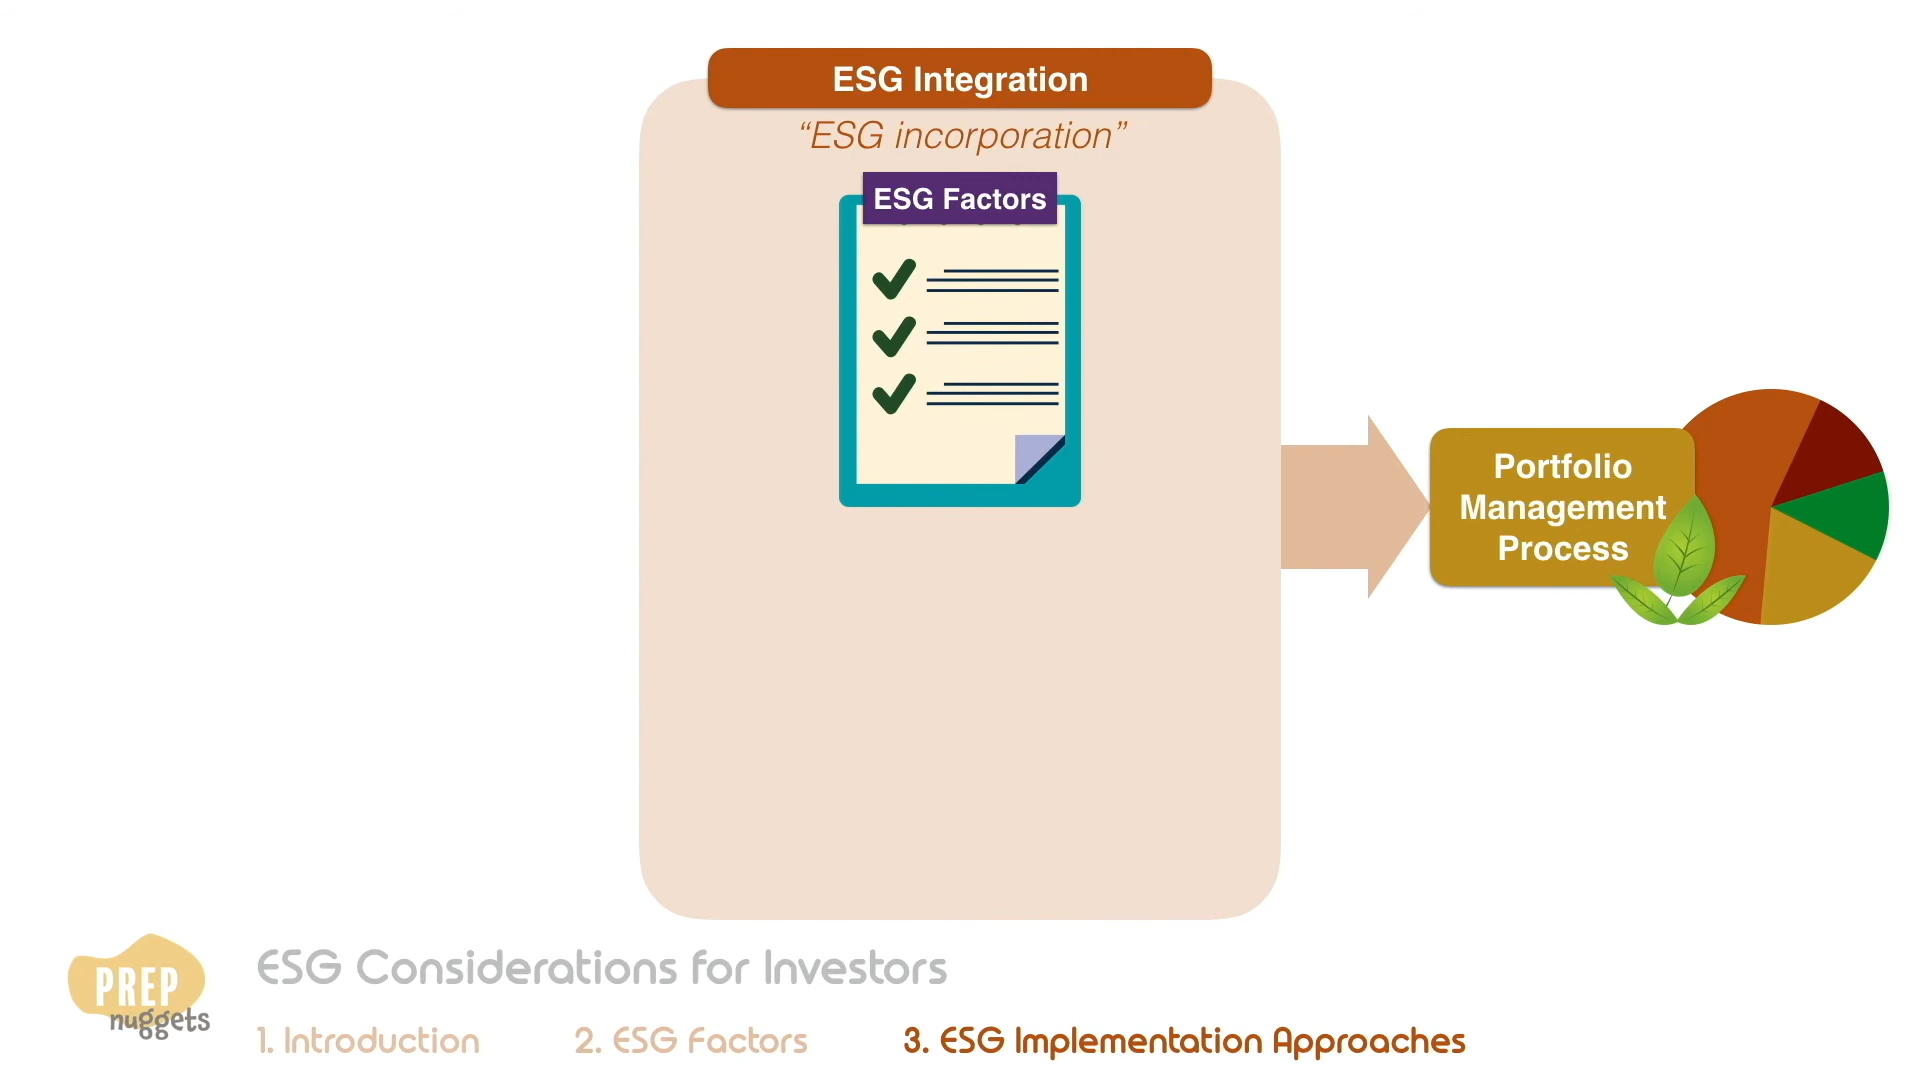 ESG Integration
“ESG incorporation”
ESG Factors
Portfolio
Management
Process
PREP
nuggets
ESG Considerations for Investors
1. Introduction
2. ESG Factors
3. ESG Implementation Approaches